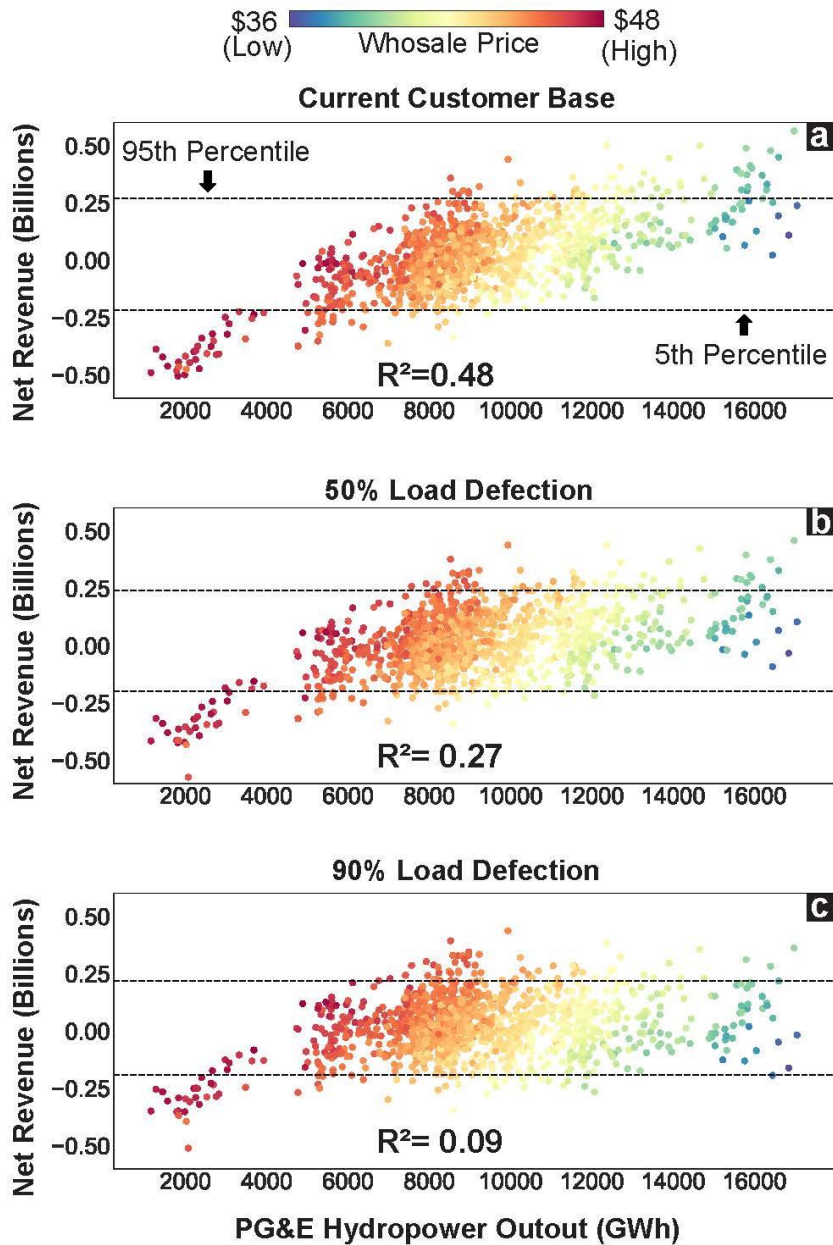 $36
(Low)
Whosale Price
$48
(High)
Current Customer Base
a
Net Revenue (Billions)
0.50
0.25
0.00
−0.25
−0.50
95th Percentile
5th Percentile
R²=0.48
2000 4000 6000 8000 10000 12000 14000 16000
50% Load Defection
b
Net Revenue (Billions)
0.50
0.25
0.00
−0.25
−0.50
R²= 0.27
2000 4000 6000 8000 10000 12000 14000 16000
90% Load Defection
c
Net Revenue (Billions)
0.50
0.25
0.00
−0.25
−0.50
R²= 0.09
2000 4000 6000 8000 10000 12000 14000 16000
PG&E Hydropower Outout (GWh)